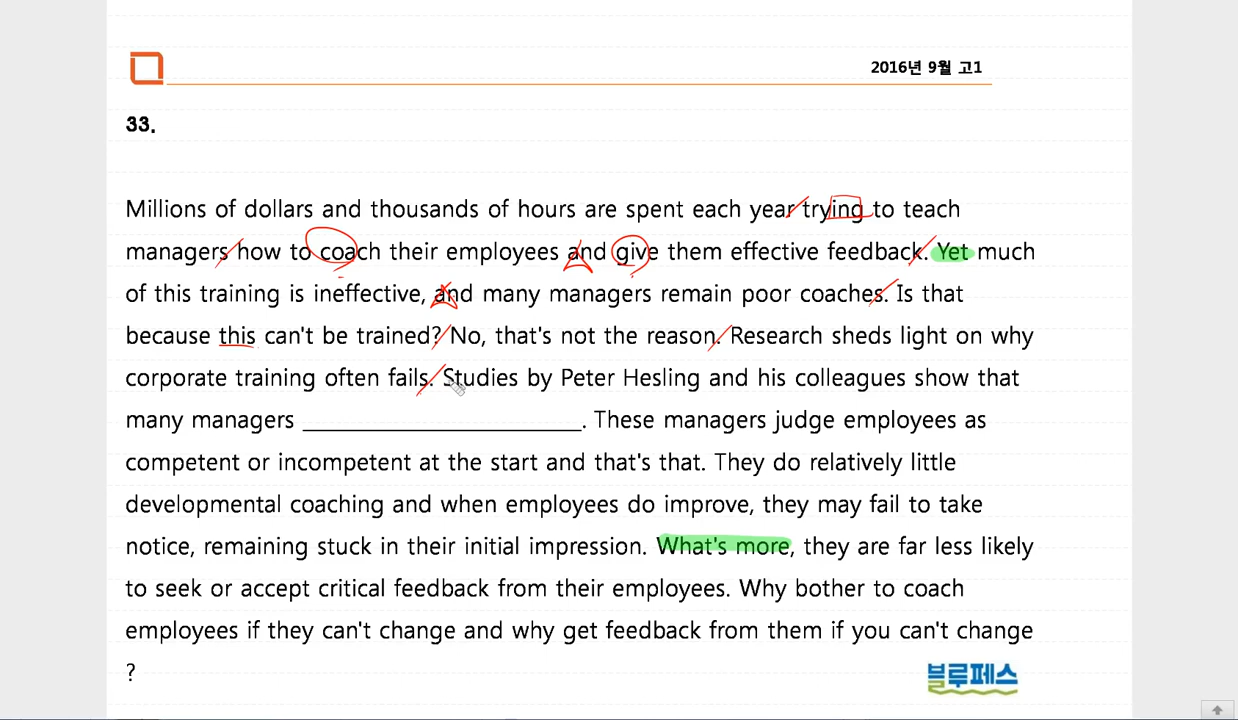 2016년 9월 고1
33.
Millions of dollars and thousands of hours are spent each year trying to teach
managers how to coach their employees and give them effective feedback. Yet much
of this training is ineffective, and many managers remain poor coaches. Is that
because this can't be trained? No, that's not the reason. Research sheds light on why
corporate training often fails. Studies by Peter Hesling and his colleagues show that
many managers ______________________. These managers judge employees as
competent or incompetent at the start and that's that. They do relatively little
developmental coaching and when employees do improve, they may fail to take
notice, remaining stuck in their initial impression. What's more, they are far less likely
to seek or accept critical feedback from their employees. Why bother to coach
employees if they can't change and why get feedback from them if you can't change
?
블루페스